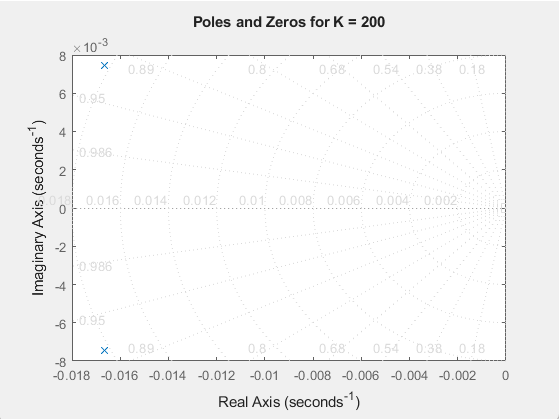 Poles and Zeros for K = 200
×10-3
8
0.89 0.8 0.68 0.54 0.38 0.18
6
0.95
4
0.986
2
0.018 0.016 0.014 0.012 0.01 0.008 0.006 0.004 0.002
0
-2
0.986
-4
-6
0.95
0.89 0.8 0.68 0.54 0.38 0.18
-8
-0.018 -0.016 -0.014 -0.012 -0.01 -0.008 -0.006 -0.004 -0.002 0
Imaginary Axis (seconds-1)
Real Axis (seconds-1)